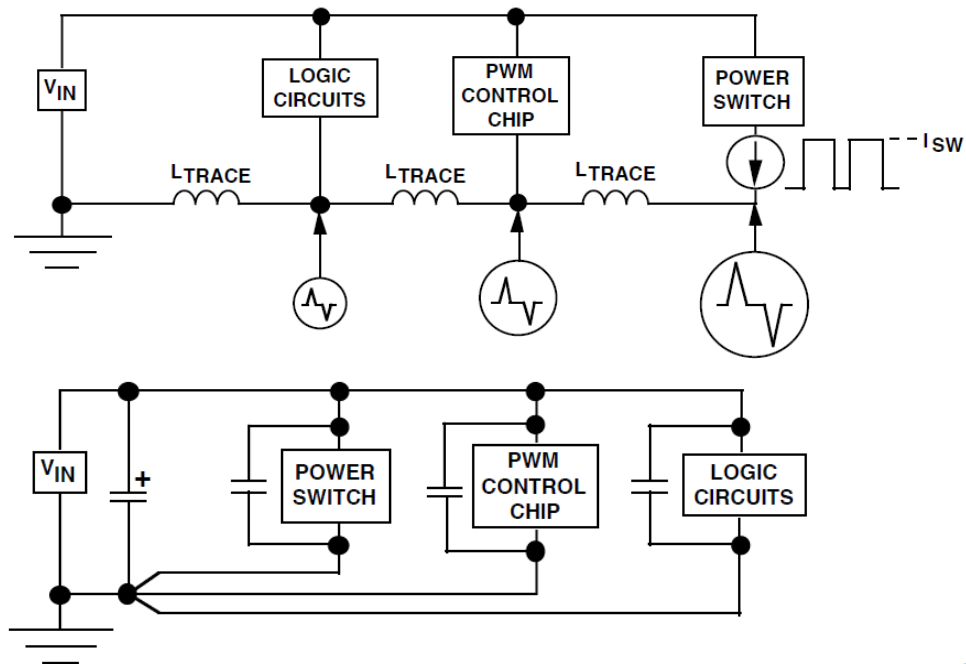 LOGIC
CIRCUITS
PWM
CONTROL
CHIP
POWER
SWITCH
VIN
ISW
LTRACE
LTRACE
LTRACE
VIN
+
POWER
SWITCH
PWM
CONTROL
CHIP
LOGIC
CIRCUITS